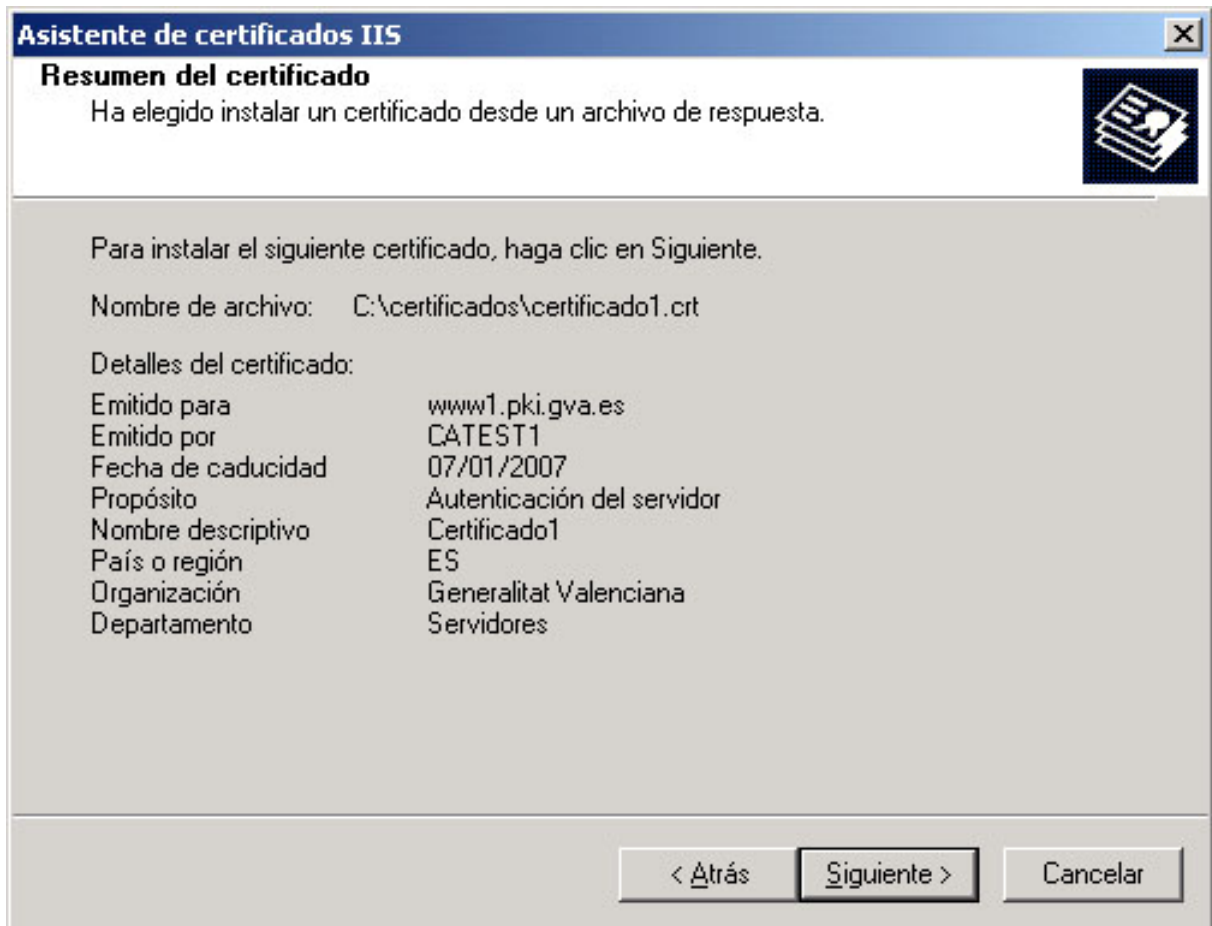 Asistente de certificados IIS
Resumen del certificado
Ha elegido instalar un certificado desde un archivo de respuesta.
Para instalar el siguiente certificado, haga clic en Siguiente.
Nombre de archivo: C:\certificados\certificado1.crt
Detalles del certificado:
Emitido para www1.pki.gva.es
Emitido por CATEST1
Fecha de caducidad 07/01/2007
Propósito Autenticación del servidor
Nombre descriptivo Certificado1
País o región ES
Organización Generalitat Valenciana
Departamento Servidores
< Atrás Siguiente > Cancelar